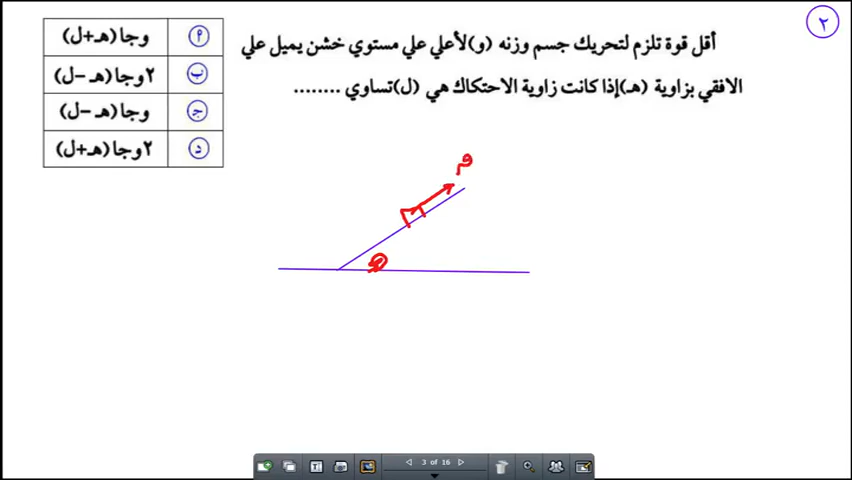 ٢
أقل قوة تلزم لتحريك جسم وزنه (و)لأعلي علي مستوي خشن يميل علي
الافقي بزاوية (هـ)إذا كانت زاوية الاحتكاك هي (ل)تساوي ........
أ وجا(هـ+ل)
ب ٢وجا(هـ -ل)
ج وجا(هـ -ل)
د ٢وجا(هـ+ل)
هـ
3 of 16